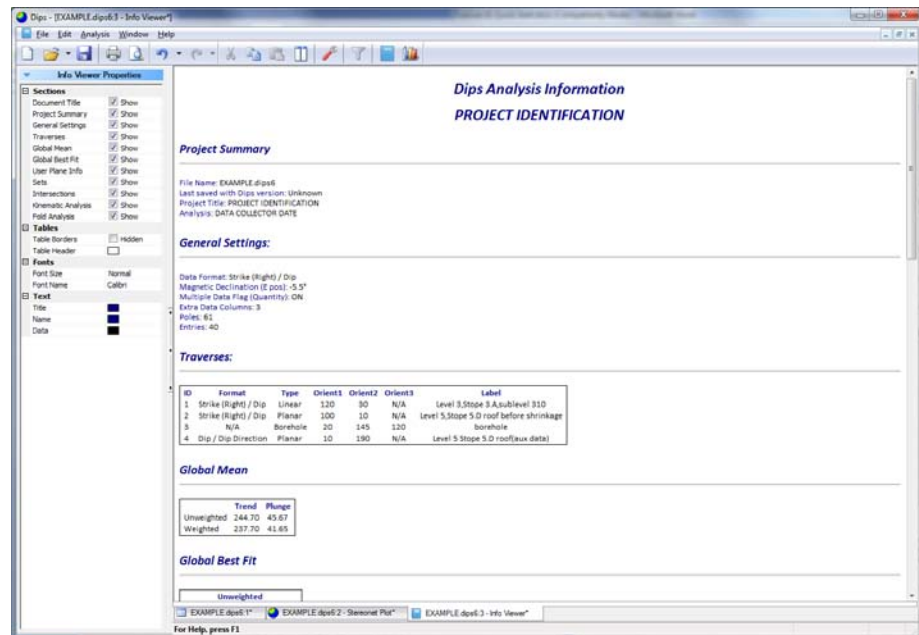 Dips - [EXAMPLE.dips6:3 - Info Viewer*]
File Edit Analysis Window Help
Info Viewer Properties
Sections
Document Title Show
Project Summary Show
General Settings Show
Traverses Show
Global Mean Show
Global Best Fit Show
User Plane Info Show
Sets Show
Intersections Show
Kinematic Analysis Show
Fold Analysis Show
Tables
Table Borders Hidden
Table Header
Fonts
Font Size Normal
Font Name Calibri
Text
Title
Name
Data
Dips Analysis Information
PROJECT IDENTIFICATION
Project Summary
File Name: EXAMPLE.dips6
Last saved with Dips version: Unknown
Project Title: PROJECT IDENTIFICATION
Analysis: DATA COLLECTOR DATE
General Settings:
Data Format: Strike (Right) / Dip
Magnetic Declination (E pos): -5.5°
Multiple Data Flag (Quantity): ON
Extra Data Columns: 3
Poles: 61
Entries: 40
Traverses:
ID Format Type Orient1 Orient2 Orient3 Label
1 Strike (Right) / Dip Linear 120 30 N/A Level 3,Stope 3.A,sublevel 310
2 Strike (Right) / Dip Planar 100 10 N/A Level 5,Stope 5.D roof before shrinkage
3 N/A Borehole 20 145 120 borehole
4 Dip / Dip Direction Planar 10 190 N/A Level 5 Stope 5.D roof(aux data)
Global Mean
Trend Plunge
Unweighted 244.70 45.67
Weighted 237.70 41.65
Global Best Fit
Unweighted
EXAMPLE.dips6:1* EXAMPLE.dips6:2 - Stereonet Plot* EXAMPLE.dips6:3 - Info Viewer*
For Help, press F1